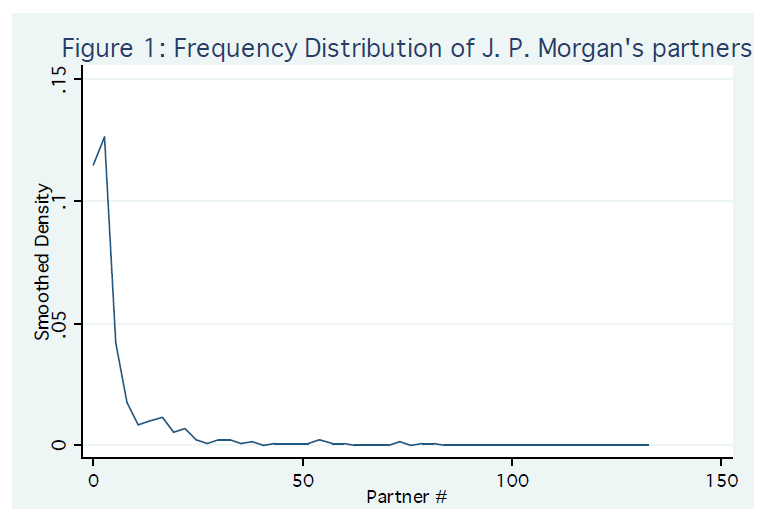 Figure 1: Frequency Distribution of J. P. Morgan's partners
.15
.1
.05
0
Smoothed Density
0 50 100 150
Partner #